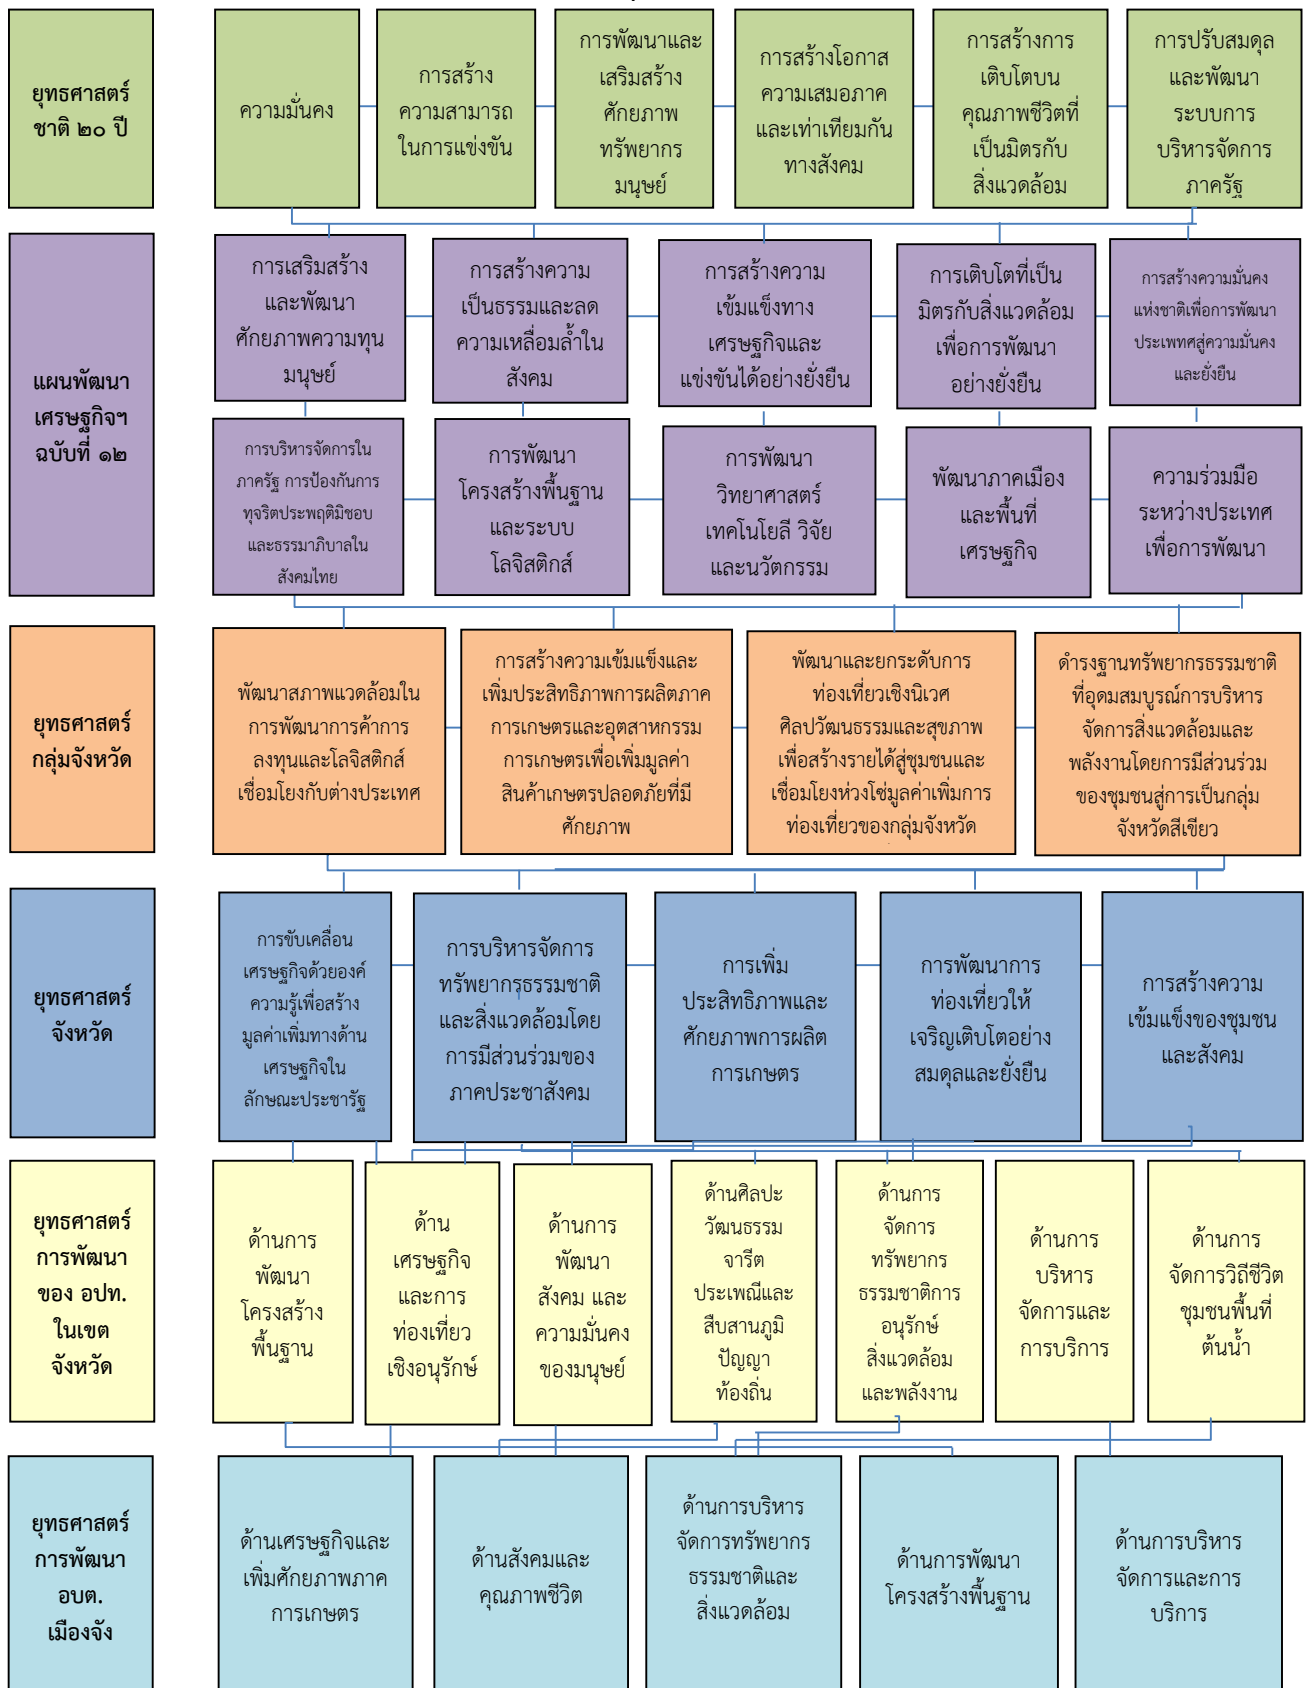 ยุทธศาสตร์
ชาติ ๒๐ ปี
ความมั่นคง
การสร้าง
ความสามารถ
ในการแข่งขัน
การพัฒนาและ
เสริมสร้าง
ศักยภาพ
ทรัพยากร
มนุษย์
การสร้างโอกาส
ความเสมอภาค
และเท่าเทียมกัน
ทางสังคม
การสร้างการ
เติบโตบน
คุณภาพชีวิตที่
เป็นมิตรกับ
สิ่งแวดล้อม
การปรับสมดุล
และพัฒนา
ระบบการ
บริหารจัดการ
ภาครัฐ
แผนพัฒนา
เศรษฐกิจฯ
ฉบับที่ ๑๒
การเสริมสร้าง
และพัฒนา
ศักยภาพความทุน
มนุษย์
การสร้างความ
เป็นธรรมและลด
ความเหลื่อมล้ำใน
สังคม
การสร้างความ
เข้มแข็งทาง
เศรษฐกิจและ
แข่งขันได้อย่างยั่งยืน
การเติบโตที่เป็น
มิตรกับสิ่งแวดล้อม
เพื่อการพัฒนา
อย่างยั่งยืน
การสร้างความมั่นคง
แห่งชาติเพื่อการพัฒนา
ประเพทศสู่ความมั่นคง
และยั่งยืน
การบริหารจัดการใน
ภาครัฐ การป้องกันการ
ทุจริตประพฤติมิชอบ
และธรรมาภิบาลใน
สังคมไทย
การพัฒนา
โครงสร้างพื้นฐาน
และระบบ
โลจิสติกส์
การพัฒนา
วิทยาศาสตร์
เทคโนโยลี วิจัย
และนวัตกรรม
พัฒนาภาคเมือง
และพื้นที่
เศรษฐกิจ
ความร่วมมือ
ระหว่างประเทศ
เพื่อการพัฒนา
ยุทธศาสตร์
กลุ่มจังหวัด
พัฒนาสภาพแวดล้อมใน
การพัฒนาการค้าการ
ลงทุนและโลจิสติกส์
เชื่อมโยงกับต่างประเทศ
การสร้างความเข้มแข็งและ
เพิ่มประสิทธิภาพการผลิตภาค
การเกษตรและอุตสาหกรรม
การเกษตรเพื่อเพิ่มมูลค่า
สินค้าเกษตรปลอดภัยที่มี
ศักยภาพ
พัฒนาและยกระดับการ
ท่องเที่ยวเชิงนิเวศ
ศิลปวัฒนธรรมและสุขภาพ
เพื่อสร้างรายได้สู่ชุมชนและ
เชื่อมโยงห่วงโซ่มูลค่าเพิ่มการ
ท่องเที่ยวของกลุ่มจังหวัด
ดำรงฐานทรัพยากรธรรมชาติ
ที่อุดมสมบูรณ์การบริหาร
จัดการสิ่งแวดล้อมและ
พลังงานโดยการมีส่วนร่วม
ของชุมชนสู่การเป็นกลุ่ม
จังหวัดสีเขียว
ยุทธศาสตร์
จังหวัด
การขับเคลื่อน
เศรษฐกิจด้วยองค์
ความรู้เพื่อสร้าง
มูลค่าเพิ่มทางด้าน
เศรษฐกิจใน
ลักษณะประชารัฐ
การบริหารจัดการ
ทรัพยากรธรรมชาติ
และสิ่งแวดล้อมโดย
การมีส่วนร่วมของ
ภาคประชาสังคม
การเพิ่ม
ประสิทธิภาพและ
ศักยภาพการผลิต
การเกษตร
การพัฒนาการ
ท่องเที่ยวให้
เจริญเติบโตอย่าง
สมดุลและยั่งยืน
การสร้างความ
เข้มแข็งของชุมชน
และสังคม
ยุทธศาสตร์
การพัฒนา
ของ อปท.
ในเขต
จังหวัด
ด้านการ
พัฒนา
โครงสร้าง
พื้นฐาน
ด้าน
เศรษฐกิจ
และการ
ท่องเที่ยว
เชิงอนุรักษ์
ด้านการ
พัฒนา
สังคม และ
ความมั่นคง
ของมนุษย์
ด้านศิลปะ
วัฒนธรรม
จารีต
ประเพณีและ
สืบสานภูมิ
ปัญญา
ท้องถิ่น
ด้านการ
จัดการ
ทรัพยากร
ธรรมชาติการ
อนุรักษ์
สิ่งแวดล้อม
และพลังงาน
ด้านการ
บริหาร
จัดการและ
การบริการ
ด้านการ
จัดการวิถีชีวิต
ชุมชนพื้นที่
ต้นน้ำ
ยุทธศาสตร์
การพัฒนา
อบต.
เมืองจัง
ด้านเศรษฐกิจและ
เพิ่มศักยภาพภาค
การเกษตร
ด้านสังคมและ
คุณภาพชีวิต
ด้านการบริหาร
จัดการทรัพยากร
ธรรมชาติและ
สิ่งแวดล้อม
ด้านการพัฒนา
โครงสร้างพื้นฐาน
ด้านการบริหาร
จัดการและการ
บริการ